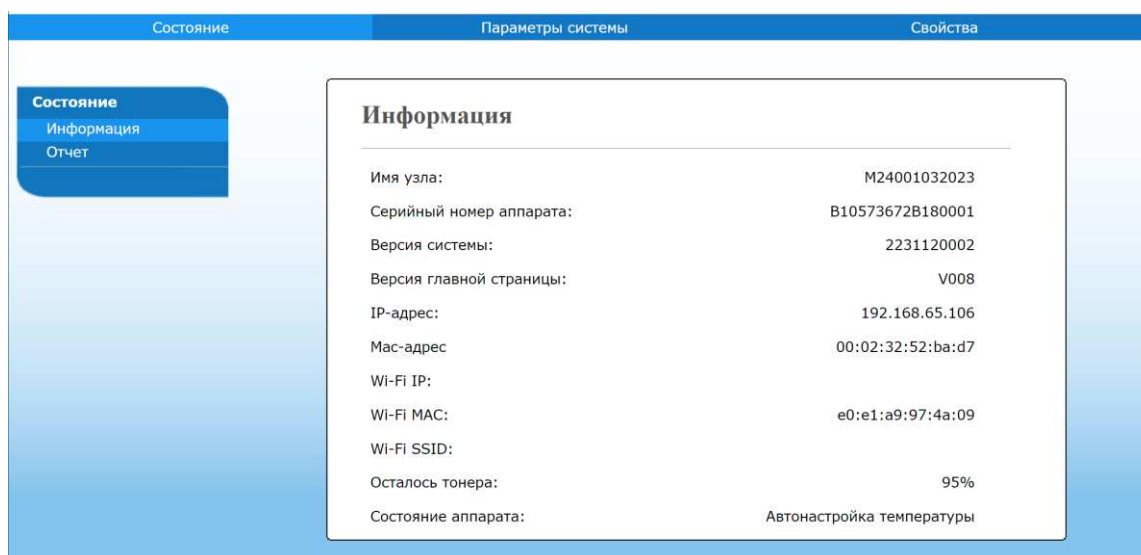 Состояние Параметры системы Свойства
Состояние
Информация
Отчет
Информация
Имя узла: M24001032023
Серийный номер аппарата: B10573672B180001
Версия системы: 2231120002
Версия главной страницы: V008
IP-адрес: 192.168.65.106
Мас-адрес 00:02:32:52:ba:d7
Wi-Fi IP:
Wi-Fi MAC: e0:e1:a9:97:4a:09
Wi-Fi SSID:
Осталось тонера: 95%
Состояние аппарата: Автонастройка температуры